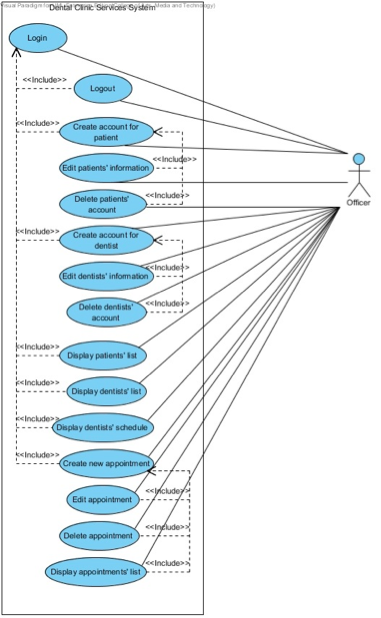 Dental Clinic Services System
Login
<<Include>>
Logout
<<Include>>
Create account for
patient
<<Include>>
Edit patients' information
<<Include>>
Delete patients'
account
Officer
<<Include>>
Create account for
dentist
<<Include>>
Edit dentists' information
<<Include>>
Delete dentists'
account
<<Include>>
Display patients' list
<<Include>>
Display dentists' list
<<Include>>
Display dentists' schedule
<<Include>>
Create new appointment
<<Include>>
Edit appointment
<<Include>>
Delete appointment
<<Include>>
Display appointments' list